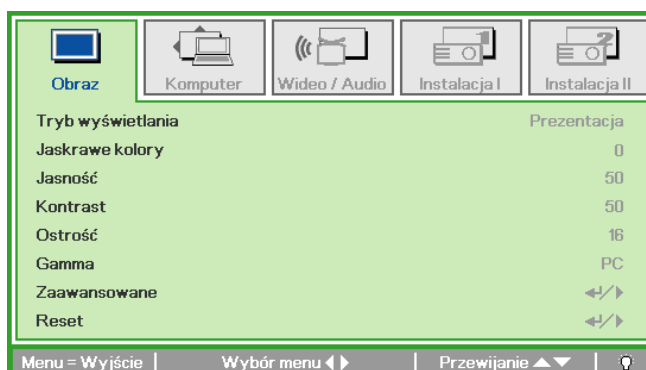 Obraz Komputer Wideo / Audio Instalacja I Instalacja II
Tryb wyświetlania Prezentacja
Jaskrawe kolory 0
Jasność 50
Kontrast 50
Ostrość 16
Gamma PC
Zaawansowane
Reset
Menu = Wyjście | Wybór menu | Przewijanie |